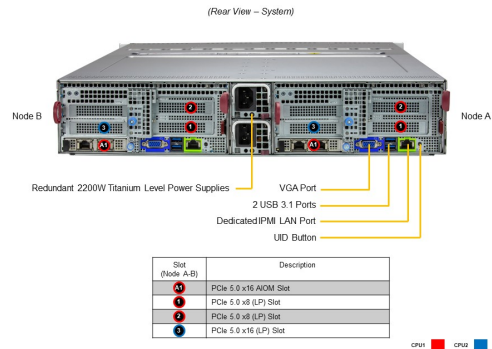 (Rear View – System)
Node B
Node A
2
2
3
1
3
1
A1
A1
Redundant 2200W Titanium Level Power Supplies
VGA Port
2 USB 3.1 Ports
Dedicated IPMI LAN Port
UID Button
Slot
(Node A-B)
Description
A1
PCIe 5.0 x16 AIOM Slot
1
PCIe 5.0 x8 (LP) Slot
2
PCIe 5.0 x8 (LP) Slot
3
PCIe 5.0 x16 (LP) Slot
CPU1
CPU2